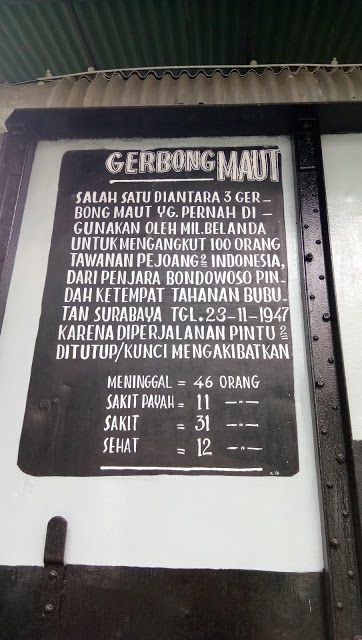 GERBONG MAUT
SALAH SATU DIANTARA 3 GER-
BONG MAUT YG. PERNAH DI-
GUNAKAN OLEH MIL.BELANDA
UNTUK MENGANGKUT 100 ORANG
TAWANAN PEJOANG2 INDONESIA,
DARI PENJARA BONDOWOSO PIN-
DAH KETEMPAT TAHANAN BUBU-
TAN SURABAYA TGL. 23-11-1947
KARENA DIPERJALANAN PINTU2
DITUTUP/KUNCI MENGAKIBATKAN
MENINGGAL = 46 ORANG
SAKIT PAYAH = 11 —"—
SAKIT = 31 —"—
SEHAT = 12 —"—